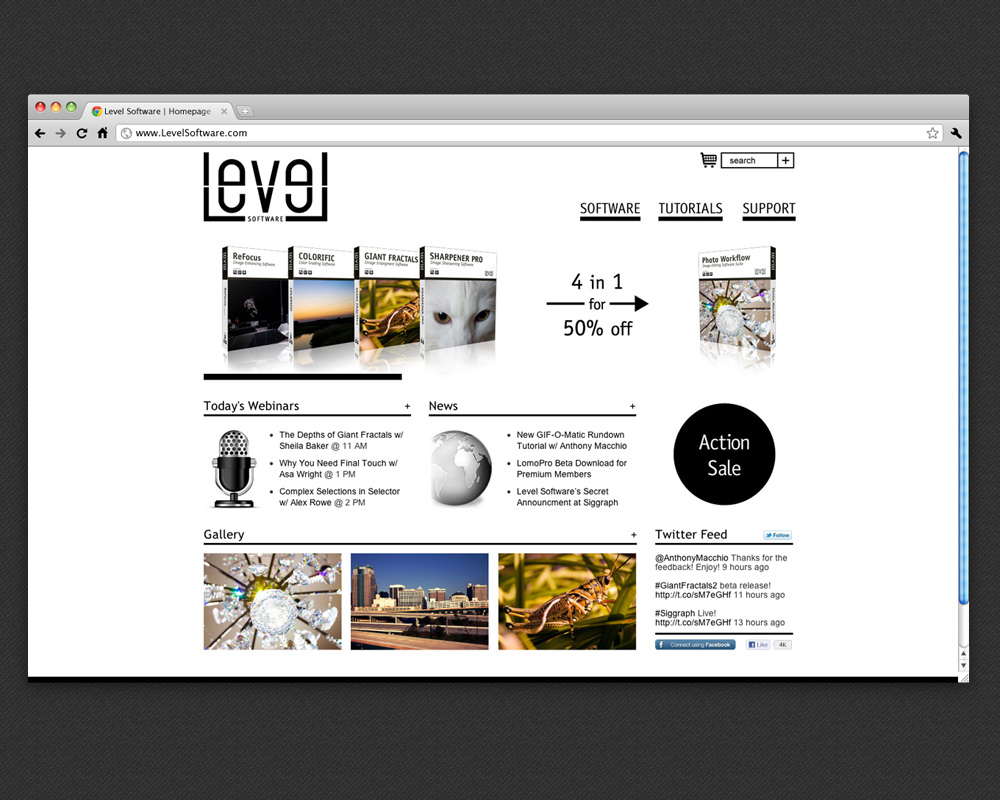 Level Software | Homepage
www.LevelSoftware.com
level
SOFTWARE
search +
SOFTWARE TUTORIALS SUPPORT
ReFocus
Image Enhancing Software
COLORIFIC
Color Grading Software
GIANT FRACTALS
Image Enlargment Software
SHARPENER PRO
Image Sharpening Software
4 in 1
for
50% off
Photo Workflow
Image Editing Software Suite
Today's Webinars +
The Depths of Giant Fractals w/
Sheila Baker @ 11 AM
Why You Need Final Touch w/
Asa Wright @ 1 PM
Complex Selections in Selector
w/ Alex Rowe @ 2 PM
News +
New GIF-O-Matic Rundown
Tutorial w/ Anthony Macchio
LomoPro Beta Download for
Premium Members
Level Software's Secret
Announcment at Siggraph
Action
Sale
Gallery +
Twitter Feed
Follow
@AnthonyMacchio Thanks for the
feedback! Enjoy! 9 hours ago
#GiantFractals2 beta release!
http://t.co/sM7eGHf 11 hours ago
#Siggraph Live!
http://t.co/sM7eGHf 13 hours ago
Connect using Facebook
Like 4K